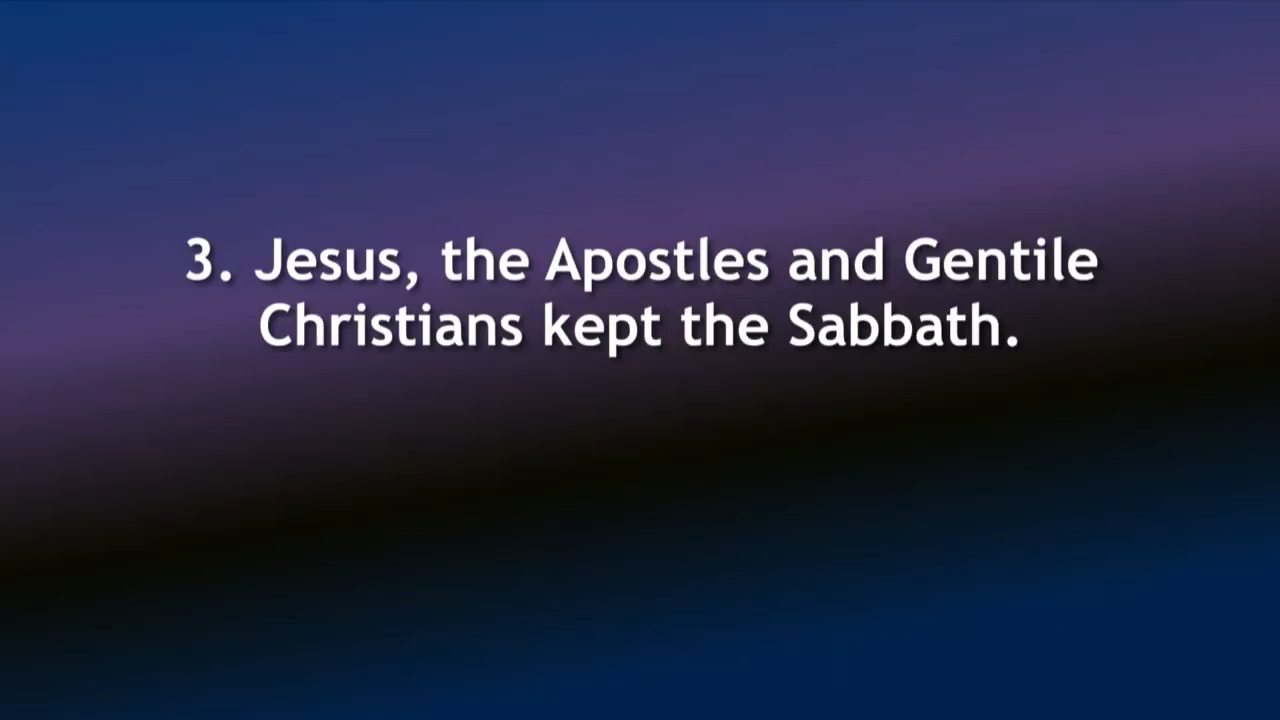 3. Jesus, the Apostles and Gentile
Christians kept the Sabbath.